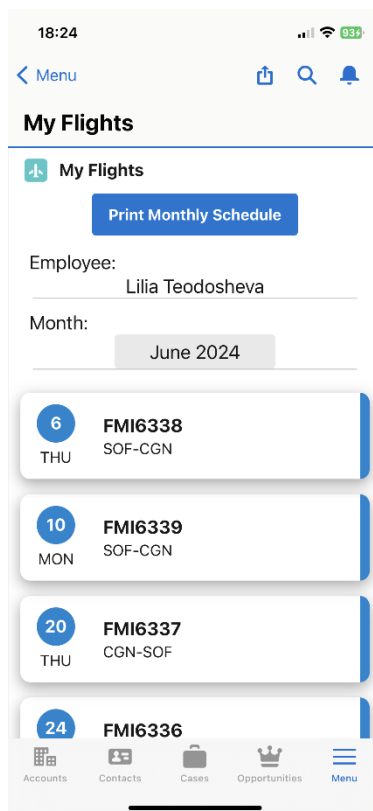 18:24
93
Menu
My Flights
My Flights
Print Monthly Schedule
Employee:
Lilia Teodosheva
Month:
June 2024
6
THU
FMI6338
SOF-CGN
10
MON
FMI6339
SOF-CGN
20
THU
FMI6337
CGN-SOF
24
FMI6336
Accounts
Contacts
Cases
Opportunities
Menu